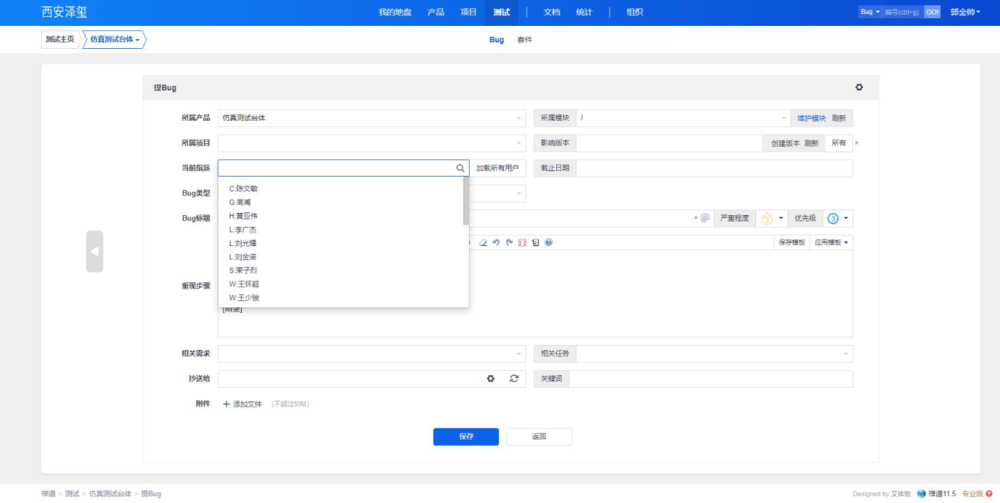 西安泽玺 我的地盘 产品 项目 测试 文档 统计 组织 Bug 编号(ctrl+g) GO! 郭金帅
测试主页 仿真测试台体 Bug 套件
提Bug
所属产品 仿真测试台体 所属模块 / 维护模块 刷新
所属项目 影响版本 创建版本 刷新 所有 *
当前指派 加载所有用户 截止日期
C:陈文敏
Bug类型
G:高禹
H:黄亚伟
Bug标题 * 严重程度 3 优先级 3
L:李广杰
L:刘光耀
保存模板 应用模板
L:刘金诺
S:束子烈
重现步骤
W:王怀超
W:王少骏
[期望]
相关需求 相关任务
抄送给 关键词
附件 添加文件 (不超过50M)
保存 返回
禅道 > 测试 > 仿真测试台体 > 提Bug Designed by 艾体验 禅道11.5 专业版